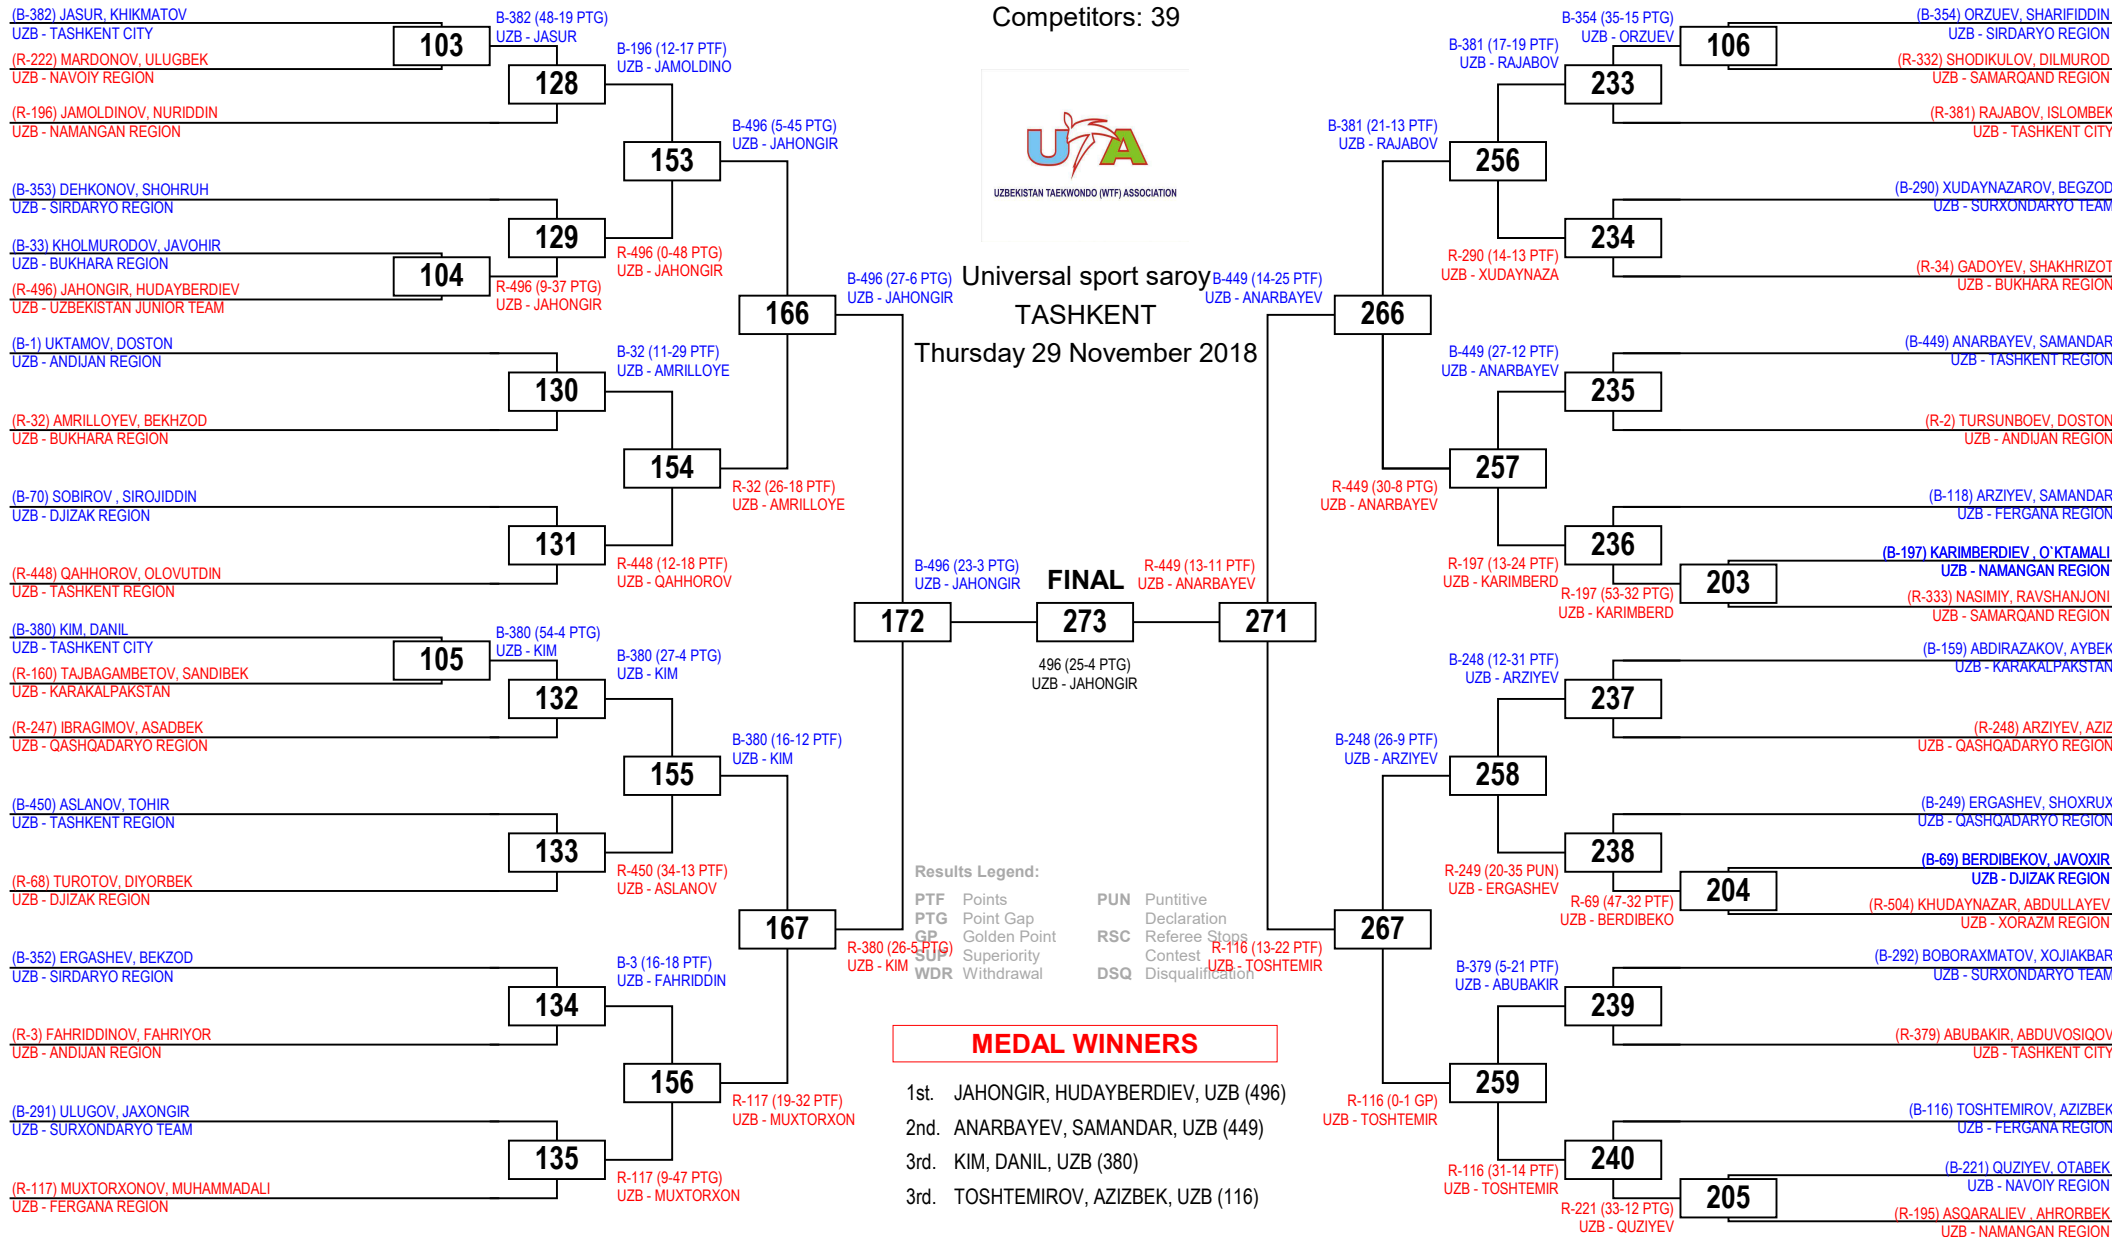 Competitors: 39
UTA
UZBEKISTAN TAEKWONDO (WTF) ASSOCIATION
Universal sport saroy
TASHKENT
Thursday 29 November 2018
(B-382) JASUR, KHIKMATOV
UZB - TASHKENT CITY
(R-222) MARDONOV, ULUGBEK
UZB - NAVOIY REGION
(R-196) JAMOLDINOV, NURIDDIN
UZB - NAMANGAN REGION
(B-353) DEHKONOV, SHOHRUH
UZB - SIRDARYO REGION
(B-33) KHOLMURODOV, JAVOHIR
UZB - BUKHARA REGION
(R-496) JAHONGIR, HUDAYBERDIEV
UZB - UZBEKISTAN JUNIOR TEAM
(B-1) UKTAMOV, DOSTON
UZB - ANDIJAN REGION
(R-32) AMRILLOYEV, BEKHZOD
UZB - BUKHARA REGION
(B-70) SOBIROV , SIROJIDDIN
UZB - DJIZAK REGION
(R-448) QAHHOROV, OLOVUTDIN
UZB - TASHKENT REGION
(B-380) KIM, DANIL
UZB - TASHKENT CITY
(R-160) TAJBAGAMBETOV, SANDIBEK
UZB - KARAKALPAKSTAN
(R-247) IBRAGIMOV, ASADBEK
UZB - QASHQADARYO REGION
(B-450) ASLANOV, TOHIR
UZB - TASHKENT REGION
(R-68) TUROTOV, DIYORBEK
UZB - DJIZAK REGION
(B-352) ERGASHEV, BEKZOD
UZB - SIRDARYO REGION
(R-3) FAHRIDDINOV, FAHRIYOR
UZB - ANDIJAN REGION
(B-291) ULUGOV, JAXONGIR
UZB - SURXONDARYO TEAM
(R-117) MUXTORXONOV, MUHAMMADALI
UZB - FERGANA REGION
103
104
105
B-382 (48-19 PTG)
UZB - JASUR
R-496 (9-37 PTG)
UZB - JAHONGIR
B-380 (54-4 PTG)
UZB - KIM
128
129
130
131
132
133
134
135
B-196 (12-17 PTF)
UZB - JAMOLDINO
R-496 (0-48 PTG)
UZB - JAHONGIR
B-32 (11-29 PTF)
UZB - AMRILLOYE
R-448 (12-18 PTF)
UZB - QAHHOROV
B-380 (27-4 PTG)
UZB - KIM
R-450 (34-13 PTF)
UZB - ASLANOV
B-3 (16-18 PTF)
UZB - FAHRIDDIN
R-117 (9-47 PTG)
UZB - MUXTORXON
153
154
155
156
B-496 (5-45 PTG)
UZB - JAHONGIR
R-32 (26-18 PTF)
UZB - AMRILLOYE
B-380 (16-12 PTF)
UZB - KIM
R-117 (19-32 PTF)
UZB - MUXTORXON
166
167
B-496 (27-6 PTG)
UZB - JAHONGIR
R-380 (26-5 PTG)
UZB - KIM
172
B-496 (23-3 PTG)
UZB - JAHONGIR
FINAL
273
496 (25-4 PTG)
UZB - JAHONGIR
R-449 (13-11 PTF)
UZB - ANARBAYEV
271
B-449 (14-25 PTF)
UZB - ANARBAYEV
R-116 (13-22 PTF)
UZB - TOSHTEMIR
266
267
B-381 (21-13 PTF)
UZB - RAJABOV
R-449 (30-8 PTG)
UZB - ANARBAYEV
B-248 (26-9 PTF)
UZB - ARZIYEV
R-116 (0-1 GP)
UZB - TOSHTEMIR
256
257
258
259
B-381 (17-19 PTF)
UZB - RAJABOV
R-290 (14-13 PTF)
UZB - XUDAYNAZA
B-449 (27-12 PTF)
UZB - ANARBAYEV
R-197 (13-24 PTF)
UZB - KARIMBERD
B-248 (12-31 PTF)
UZB - ARZIYEV
R-249 (20-35 PUN)
UZB - ERGASHEV
B-379 (5-21 PTF)
UZB - ABUBAKIR
R-116 (31-14 PTF)
UZB - TOSHTEMIR
233
234
235
236
237
238
239
240
B-354 (35-15 PTG)
UZB - ORZUEV
R-197 (53-32 PTG)
UZB - KARIMBERD
R-69 (47-32 PTF)
UZB - BERDIBEKO
R-221 (33-12 PTG)
UZB - QUZIYEV
106
203
204
205
(B-354) ORZUEV, SHARIFIDDIN
UZB - SIRDARYO REGION
(R-332) SHODIKULOV, DILMUROD
UZB - SAMARQAND REGION
(R-381) RAJABOV, ISLOMBEK
UZB - TASHKENT CITY
(B-290) XUDAYNAZAROV, BEGZOD
UZB - SURXONDARYO TEAM
(R-34) GADOYEV, SHAKHRIZOT
UZB - BUKHARA REGION
(B-449) ANARBAYEV, SAMANDAR
UZB - TASHKENT REGION
(R-2) TURSUNBOEV, DOSTON
UZB - ANDIJAN REGION
(B-118) ARZIYEV, SAMANDAR
UZB - FERGANA REGION
(B-197) KARIMBERDIEV , O`KTAMALI
UZB - NAMANGAN REGION
(R-333) NASIMIY, RAVSHANJONI
UZB - SAMARQAND REGION
(B-159) ABDIRAZAKOV, AYBEK
UZB - KARAKALPAKSTAN
(R-248) ARZIYEV, AZIZ
UZB - QASHQADARYO REGION
(B-249) ERGASHEV, SHOXRUX
UZB - QASHQADARYO REGION
(B-69) BERDIBEKOV, JAVOXIR
UZB - DJIZAK REGION
(R-504) KHUDAYNAZAR, ABDULLAYEV
UZB - XORAZM REGION
(B-292) BOBORAXMATOV, XOJIAKBAR
UZB - SURXONDARYO TEAM
(R-379) ABUBAKIR, ABDUVOSIQOV
UZB - TASHKENT CITY
(B-116) TOSHTEMIROV, AZIZBEK
UZB - FERGANA REGION
(B-221) QUZIYEV, OTABEK
UZB - NAVOIY REGION
(R-195) ASQARALIEV , AHRORBEK
UZB - NAMANGAN REGION
Results Legend:
PTF Points
PTG Point Gap
GP Golden Point
SUP Superiority
WDR Withdrawal
PUN Puntitive
Declaration
RSC Referee Stops
Contest
DSQ Disqualification
MEDAL WINNERS
1st. JAHONGIR, HUDAYBERDIEV, UZB (496)
2nd. ANARBAYEV, SAMANDAR, UZB (449)
3rd. KIM, DANIL, UZB (380)
3rd. TOSHTEMIROV, AZIZBEK, UZB (116)